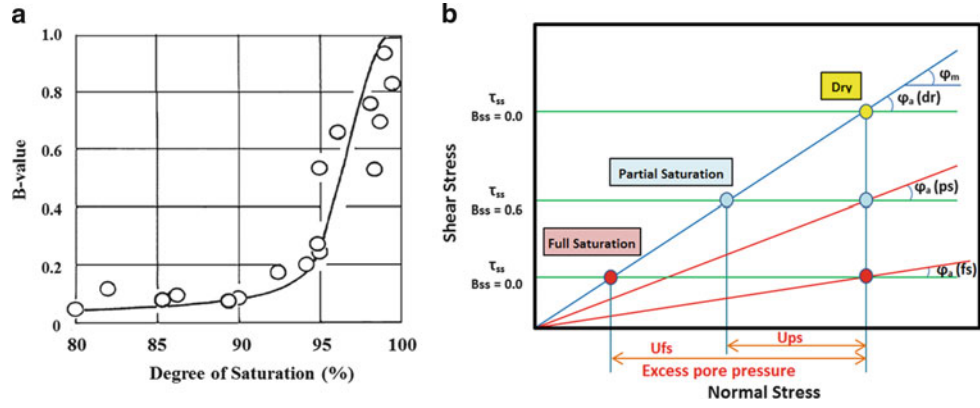 a
1.0
0.8
0.6
0.4
0.2
0
80
85
90
95
100
B-value
Degree of Saturation (%)
b
φm
Dry
φa (dr)
τss
Bss = 0.0
Partial Saturation
τss
Bss = 0.6
φa (ps)
Full Saturation
τss
Bss = 0.0
φa (fs)
Shear Stress
Ups
Ufs
Excess pore pressure
Normal Stress